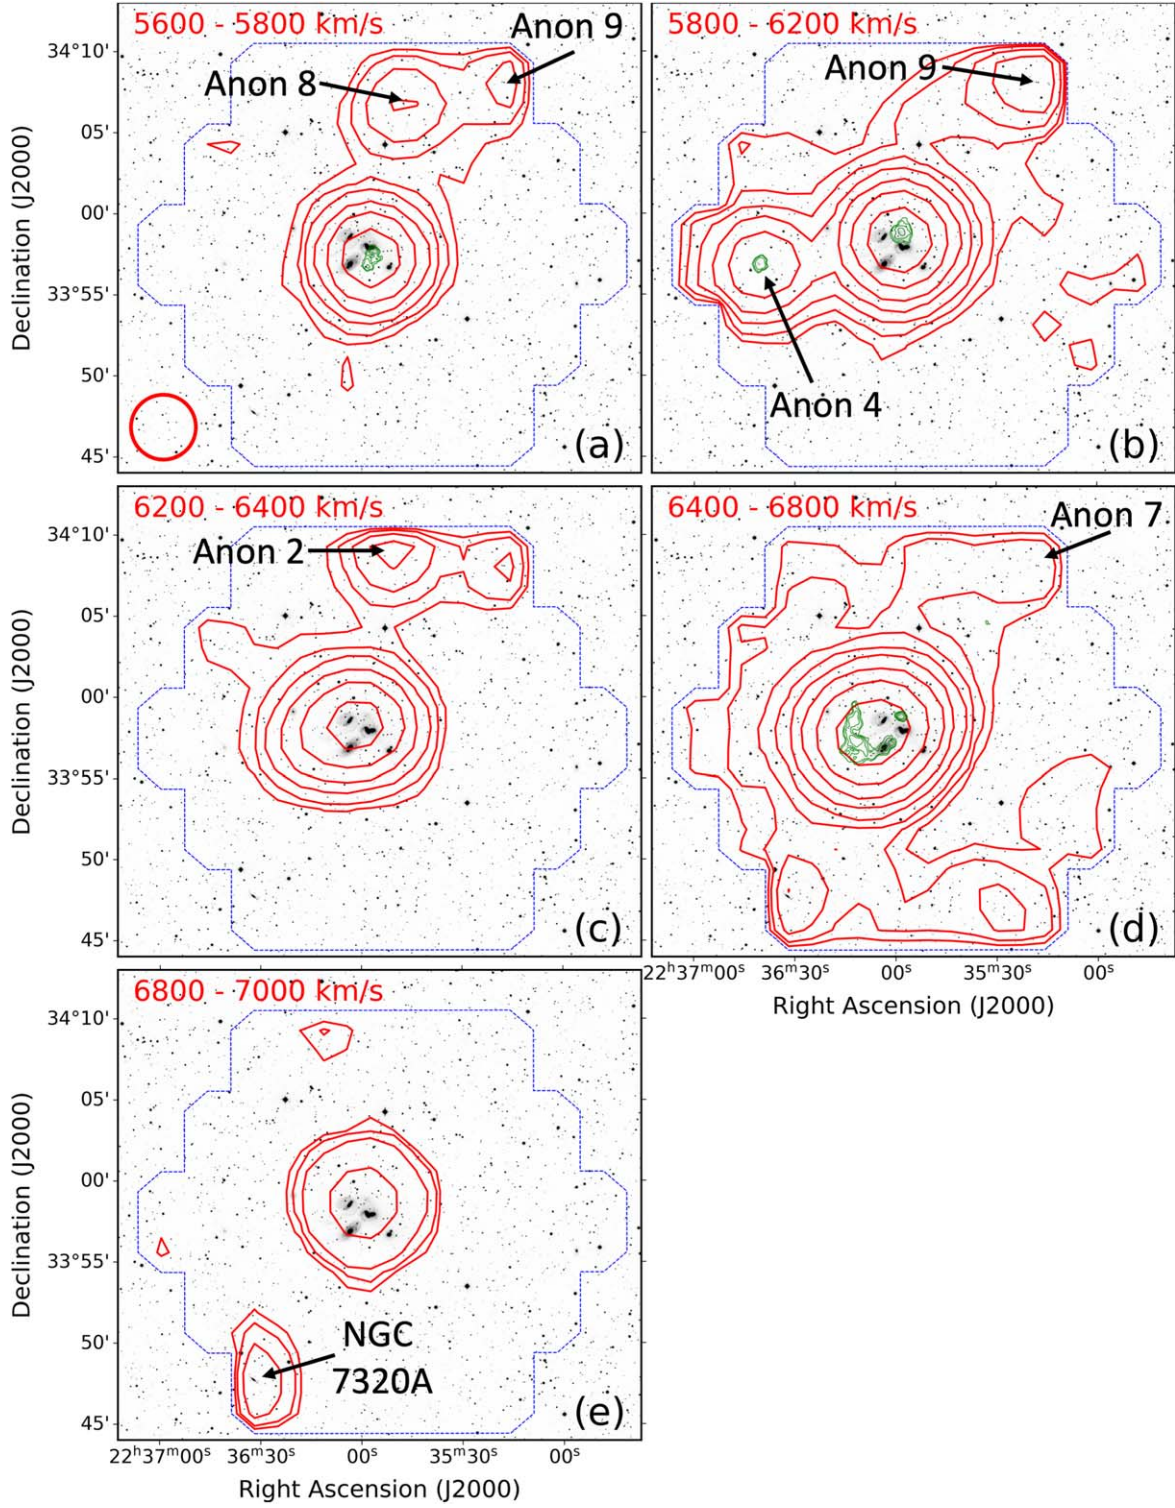 5600 - 5800 km/s
Anon 9
Anon 8
(a)
5800 - 6200 km/s
Anon 9
Anon 4
(b)
34°10'
05'
00'
33°55'
50'
45'
Declination (J2000)
6200 - 6400 km/s
Anon 2
(c)
6400 - 6800 km/s
Anon 7
(d)
34°10'
05'
00'
33°55'
50'
45'
Declination (J2000)
22ʰ37ᵐ00ˢ 36ᵐ30ˢ 00ˢ 35ᵐ30ˢ 00ˢ
Right Ascension (J2000)
6800 - 7000 km/s
NGC
7320A
(e)
34°10'
05'
00'
33°55'
50'
45'
Declination (J2000)
22ʰ37ᵐ00ˢ 36ᵐ30ˢ 00ˢ 35ᵐ30ˢ 00ˢ
Right Ascension (J2000)